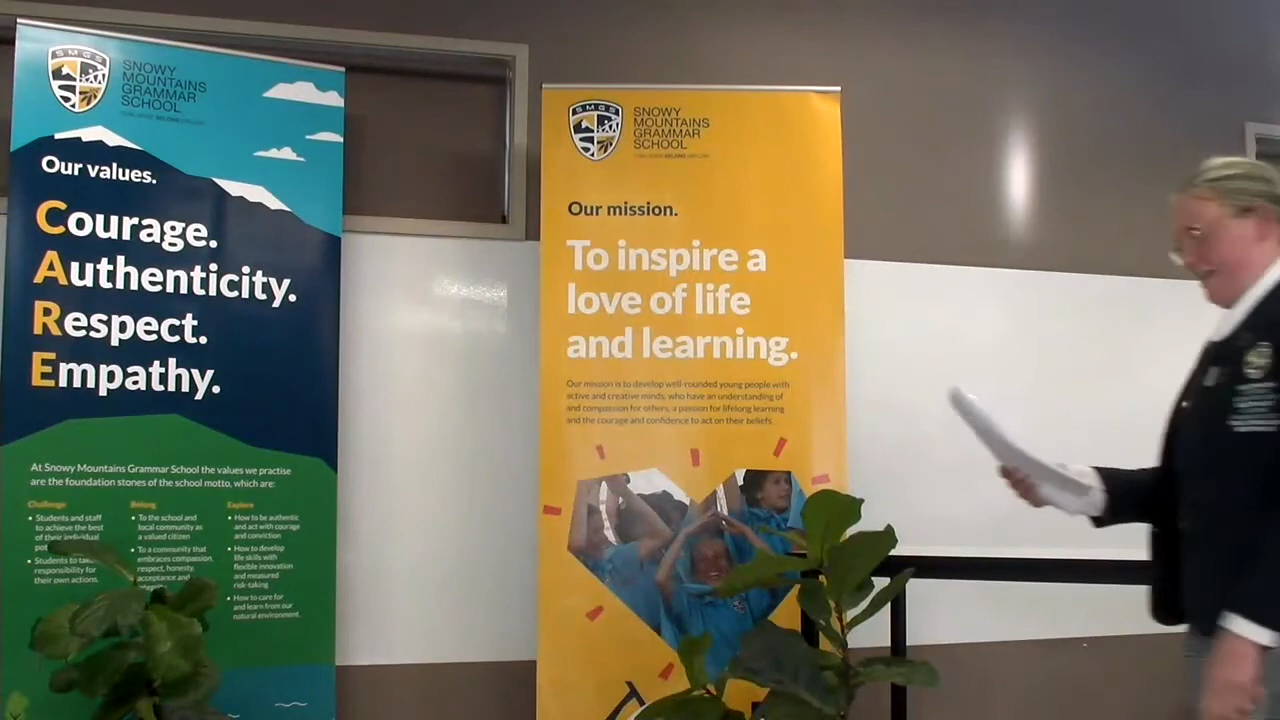 SMGS
SNOWY
MOUNTAINS
GRAMMAR
SCHOOL
Our values.
Courage.
Authenticity.
Respect.
Empathy.
At Snowy Mountains Grammar School the values we practise
are the foundation stones of the school motto, which are:
Challenge
Students and staff
to achieve the best
of their individual
Students to take
responsibility for
their own actions.
Belong
To the school and
local community as
a valued citizen
To a community that
embraces compassion,
respect, honesty,
acceptance and
Explore
How to be authentic
and act with courage
and conviction
How to develop
life skills with
flexible innovation
and measured
risk-taking
How to care for
and learn from our
natural environment.
SMGS
SNOWY
MOUNTAINS
GRAMMAR
SCHOOL
Our mission.
To inspire a
love of life
and learning.
Our mission is to develop well-rounded young people with
active and creative minds, who have an understanding of
and compassion for others, a passion for lifelong learning
and the courage and confidence to act on their beliefs.